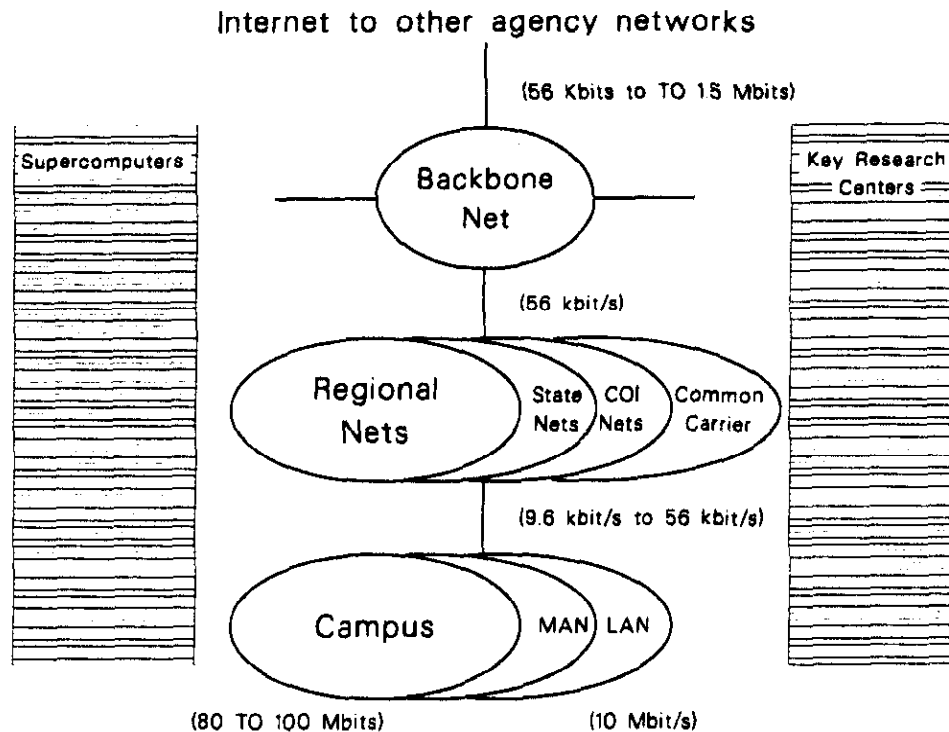 Internet to other agency networks
(56 Kbits to TO 15 Mbits)
Supercomputers
Key Research
Centers
Backbone
Net
(56 kbit/s)
Regional
Nets
State
Nets
COI
Nets
Common
Carrier
(9.6 kbit/s to 56 kbit/s)
Campus
MAN
LAN
(80 TO 100 Mbits)
(10 Mbit/s)